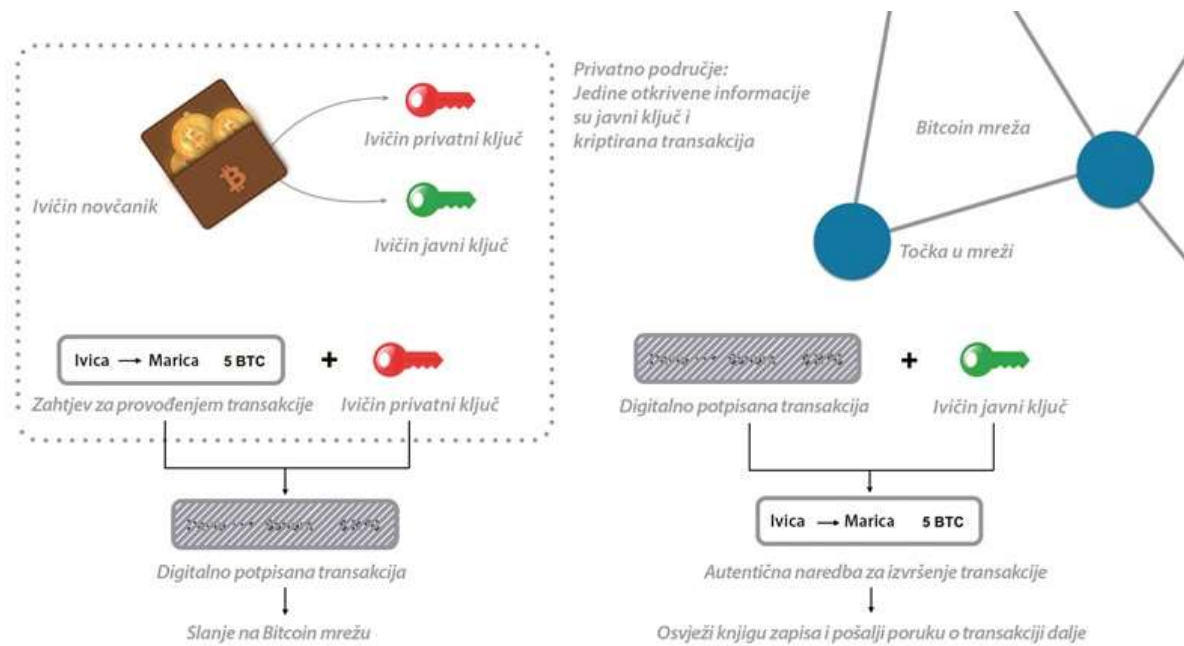 Ivičin novčanik
Ivičin privatni ključ
Ivičin javni ključ
Privatno područje:
Jedine otkrivene informacije
su javni ključ i
kriptirana transakcija
Bitcoin mreža
Točka u mreži
Ivica → Marica 5 BTC
+
Zahtjev za provođenjem transakcije
Ivičin privatni ključ
Digitalno potpisana transakcija
Slanje na Bitcoin mrežu
+
Digitalno potpisana transakcija
Ivičin javni ključ
Ivica → Marica 5 BTC
Autentična naredba za izvršenje transakcije
Osvježi knjigu zapisa i pošalji poruku o transakciji dalje